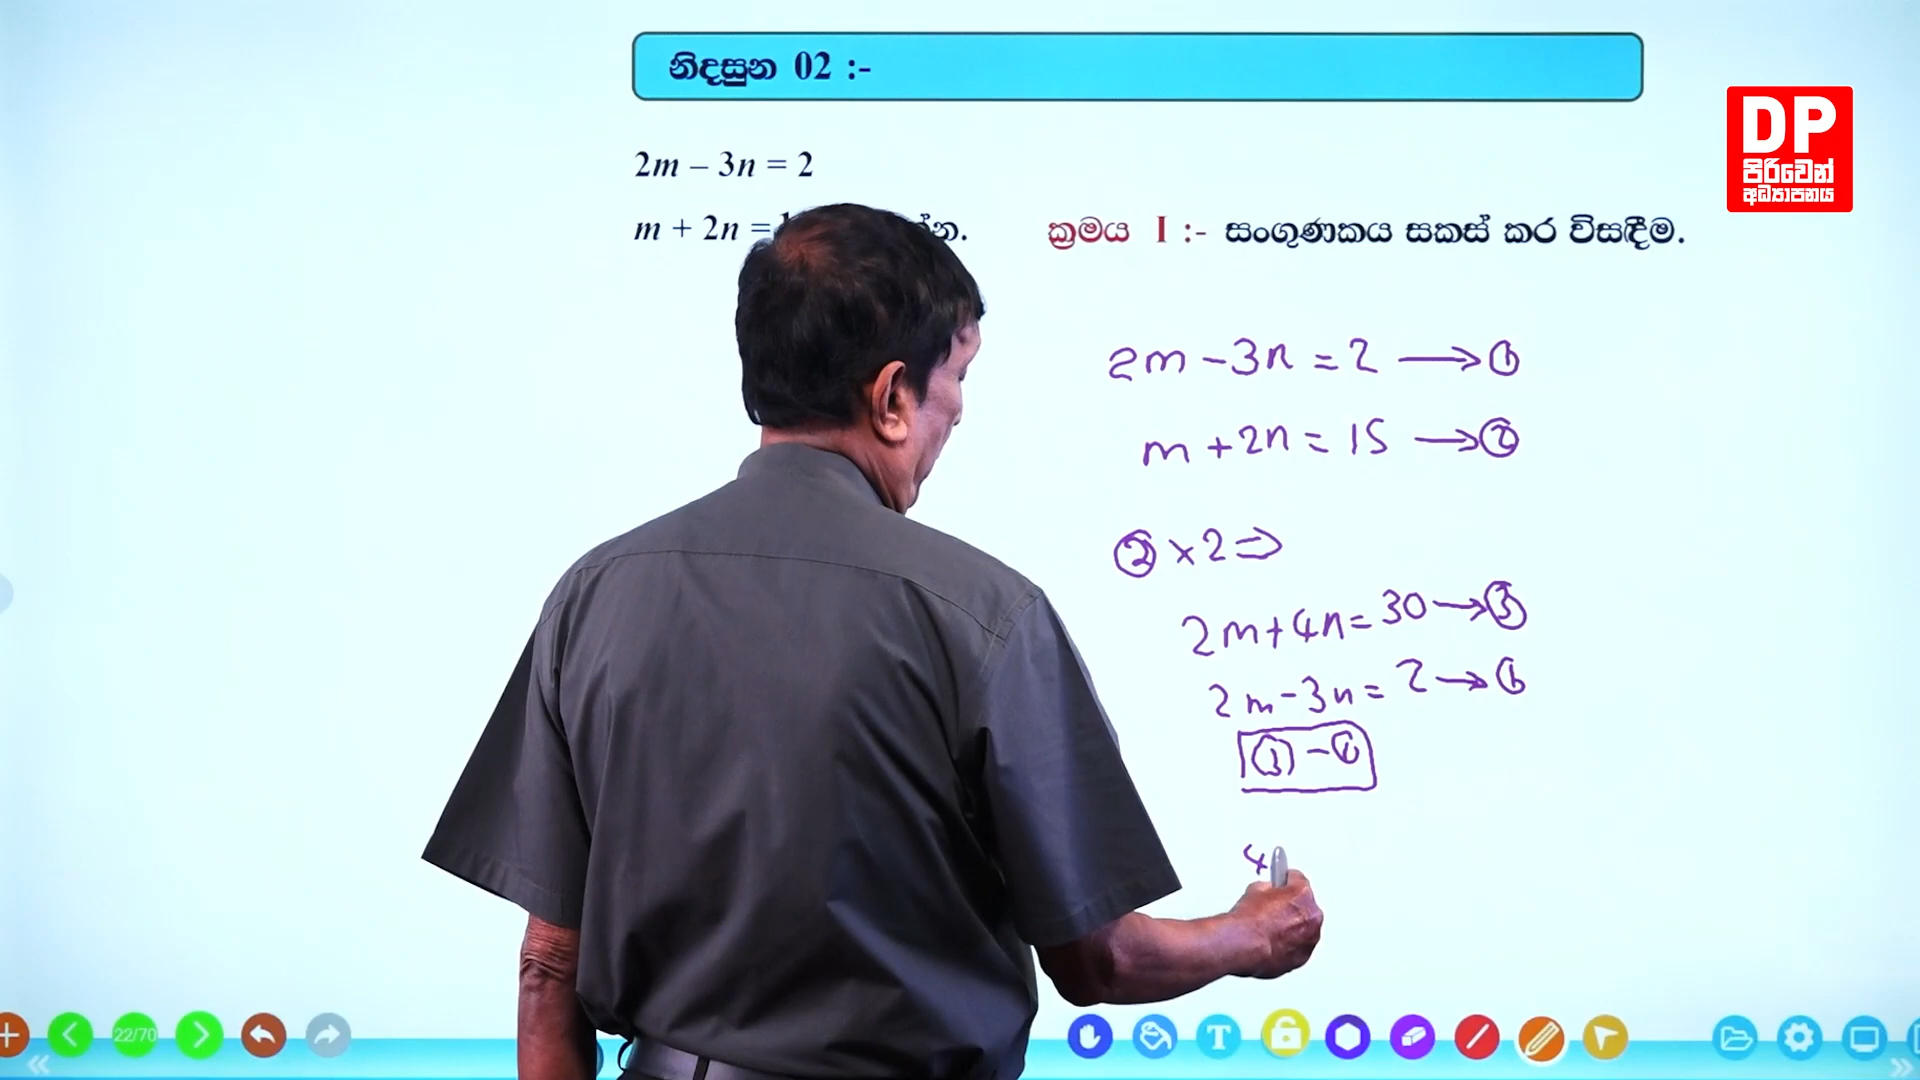 නිදසුන 02 :-
DP
පිරිවෙන්
අධ්‍යාපනය
2m – 3n = 2
m + 2n =
ක්‍රමය I :- සංගුණකය සකස් කර විසඳීම.
2m - 3n = 2 → ①
m + 2n = 15 → ②
② × 2 ⇒
2m + 4n = 30 → ③
2m - 3n = 2 → ①
③ - ①
4
22/70
T